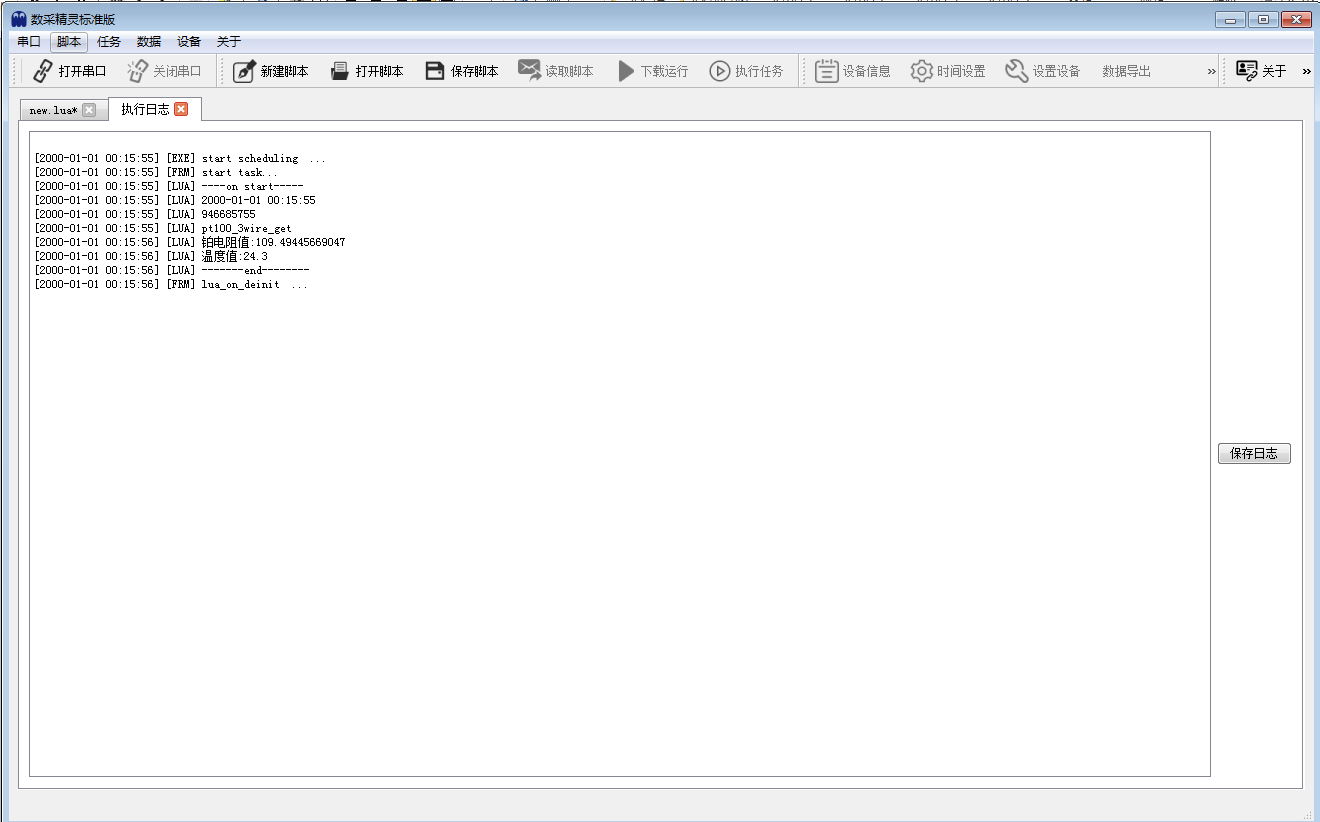 数采精灵标准版
串口 脚本 任务 数据 设备 关于
打开串口 关闭串口 新建脚本 打开脚本 保存脚本 读取脚本 下载运行 执行任务 设备信息 时间设置 设置设备 数据导出 » 关于 »
new.lua* 执行日志
[2000-01-01 00:15:55] [EXE] start scheduling ...
[2000-01-01 00:15:55] [FRM] start task...
[2000-01-01 00:15:55] [LUA] ----on start-----
[2000-01-01 00:15:55] [LUA] 2000-01-01 00:15:55
[2000-01-01 00:15:55] [LUA] 946685755
[2000-01-01 00:15:55] [LUA] pt100_3wire_get
[2000-01-01 00:15:56] [LUA] 铂电阻值:109.49445669047
[2000-01-01 00:15:56] [LUA] 温度值:24.3
[2000-01-01 00:15:56] [LUA] -------end--------
[2000-01-01 00:15:56] [FRM] lua_on_deinit ...
保存日志